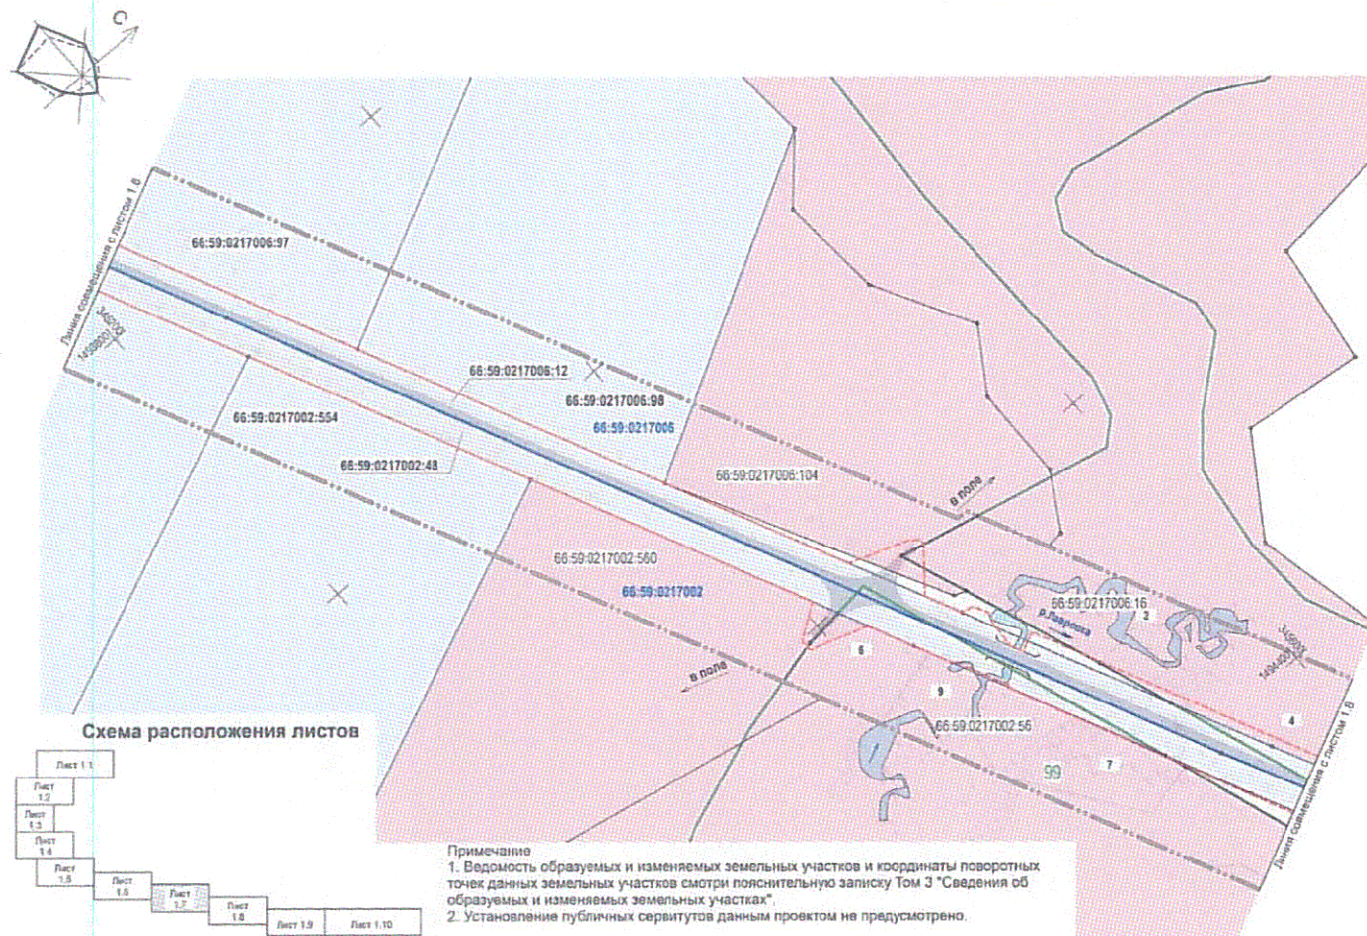 С
Линия совмещения с листом 1.6
66:59:0217006:97
66:59:0217006:12
66:59:0217006:98
66:59:0217006
66:59:0217002:554
66:59:0217002:48
66:59:0217006:104
в поле
66:59:0217002:560
66:59:0217002
66:59:0217006:16
2
р.Лавровка
6
в поле
9
4
66:59:0217002:56
99
7
Линия совмещения с листом 1.8
Схема расположения листов
Лист 1.1
Лист
1.2
Лист
1.3
Лист
1.4
Лист
1.5
Лист
1.6
Лист
1.7
Лист
1.8
Лист 1.9
Лист 1.10
Примечание
1. Ведомость образуемых и изменяемых земельных участков и координаты поворотных
точек данных земельных участков смотри пояснительную записку Том 3 "Сведения об
образуемых и изменяемых земельных участках".
2. Установление публичных сервитутов данным проектом не предусмотрено.